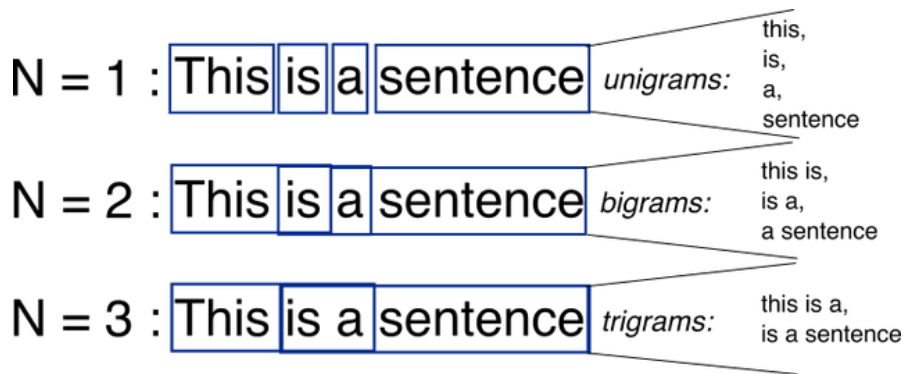 N = 1 : This is a sentence unigrams:
this,
is,
a,
sentence
N = 2 : This is a sentence bigrams:
this is,
is a,
a sentence
N = 3 : This is a sentence trigrams:
this is a,
is a sentence